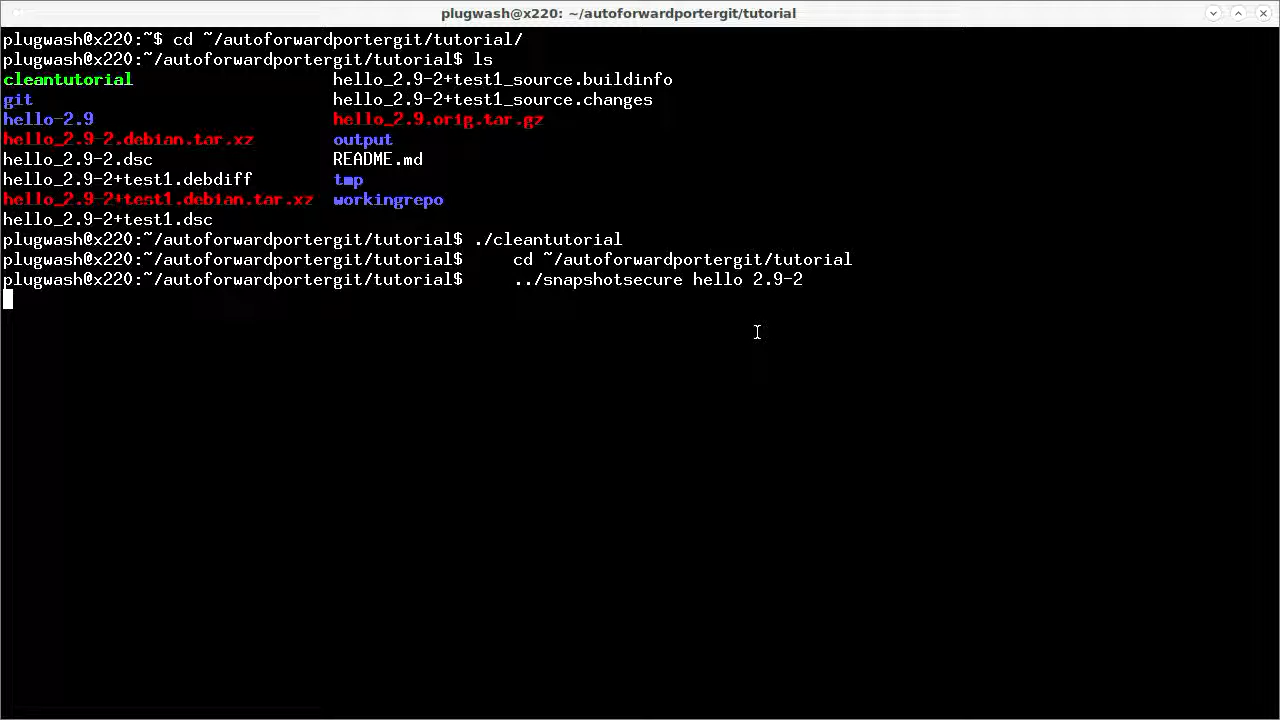 plugwash@x220: ~/autoforwardportergit/tutorial
plugwash@x220:~$ cd ~/autoforwardportergit/tutorial/
plugwash@x220:~/autoforwardportergit/tutorial$ ls
cleantutorial hello_2.9-2+test1_source.buildinfo
git hello_2.9-2+test1_source.changes
hello-2.9 hello_2.9.orig.tar.gz
hello_2.9-2.debian.tar.xz output
hello_2.9-2.dsc README.md
hello_2.9-2+test1.debdiff tmp
hello_2.9-2+test1.debian.tar.xz workingrepo
hello_2.9-2+test1.dsc
plugwash@x220:~/autoforwardportergit/tutorial$ ./cleantutorial
plugwash@x220:~/autoforwardportergit/tutorial$     cd ~/autoforwardportergit/tutorial
plugwash@x220:~/autoforwardportergit/tutorial$     ../snapshotsecure hello 2.9-2